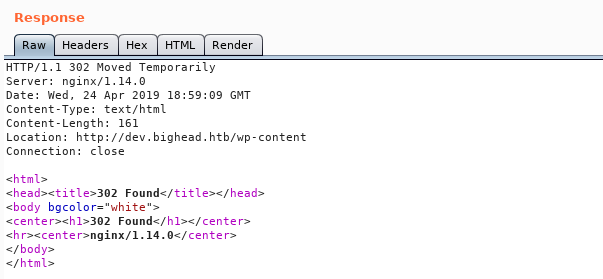 Response
Raw Headers Hex HTML Render
HTTP/1.1 302 Moved Temporarily
Server: nginx/1.14.0
Date: Wed, 24 Apr 2019 18:59:09 GMT
Content-Type: text/html
Content-Length: 161
Location: http://dev.bighead.htb/wp-content
Connection: close
<html>
<head><title>302 Found</title></head>
<body bgcolor="white">
<center><h1>302 Found</h1></center>
<hr><center>nginx/1.14.0</center>
</body>
</html>